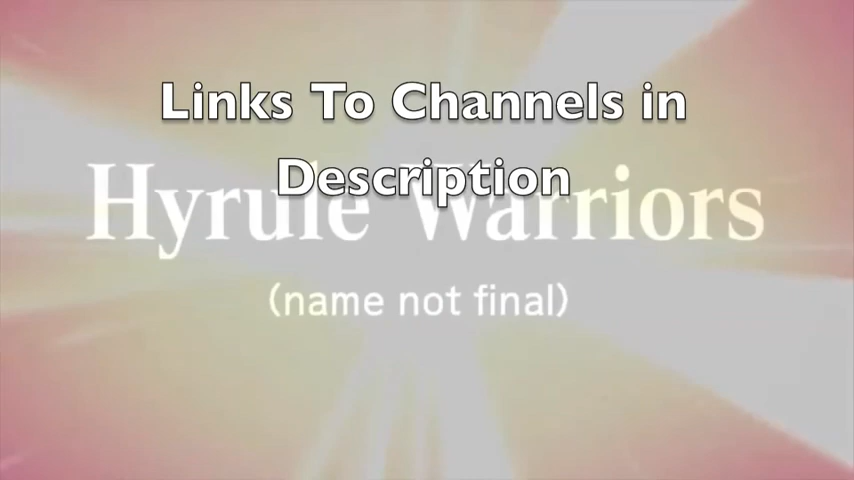 Links To Channels in
Description
Hyrule Warriors
(name not final)